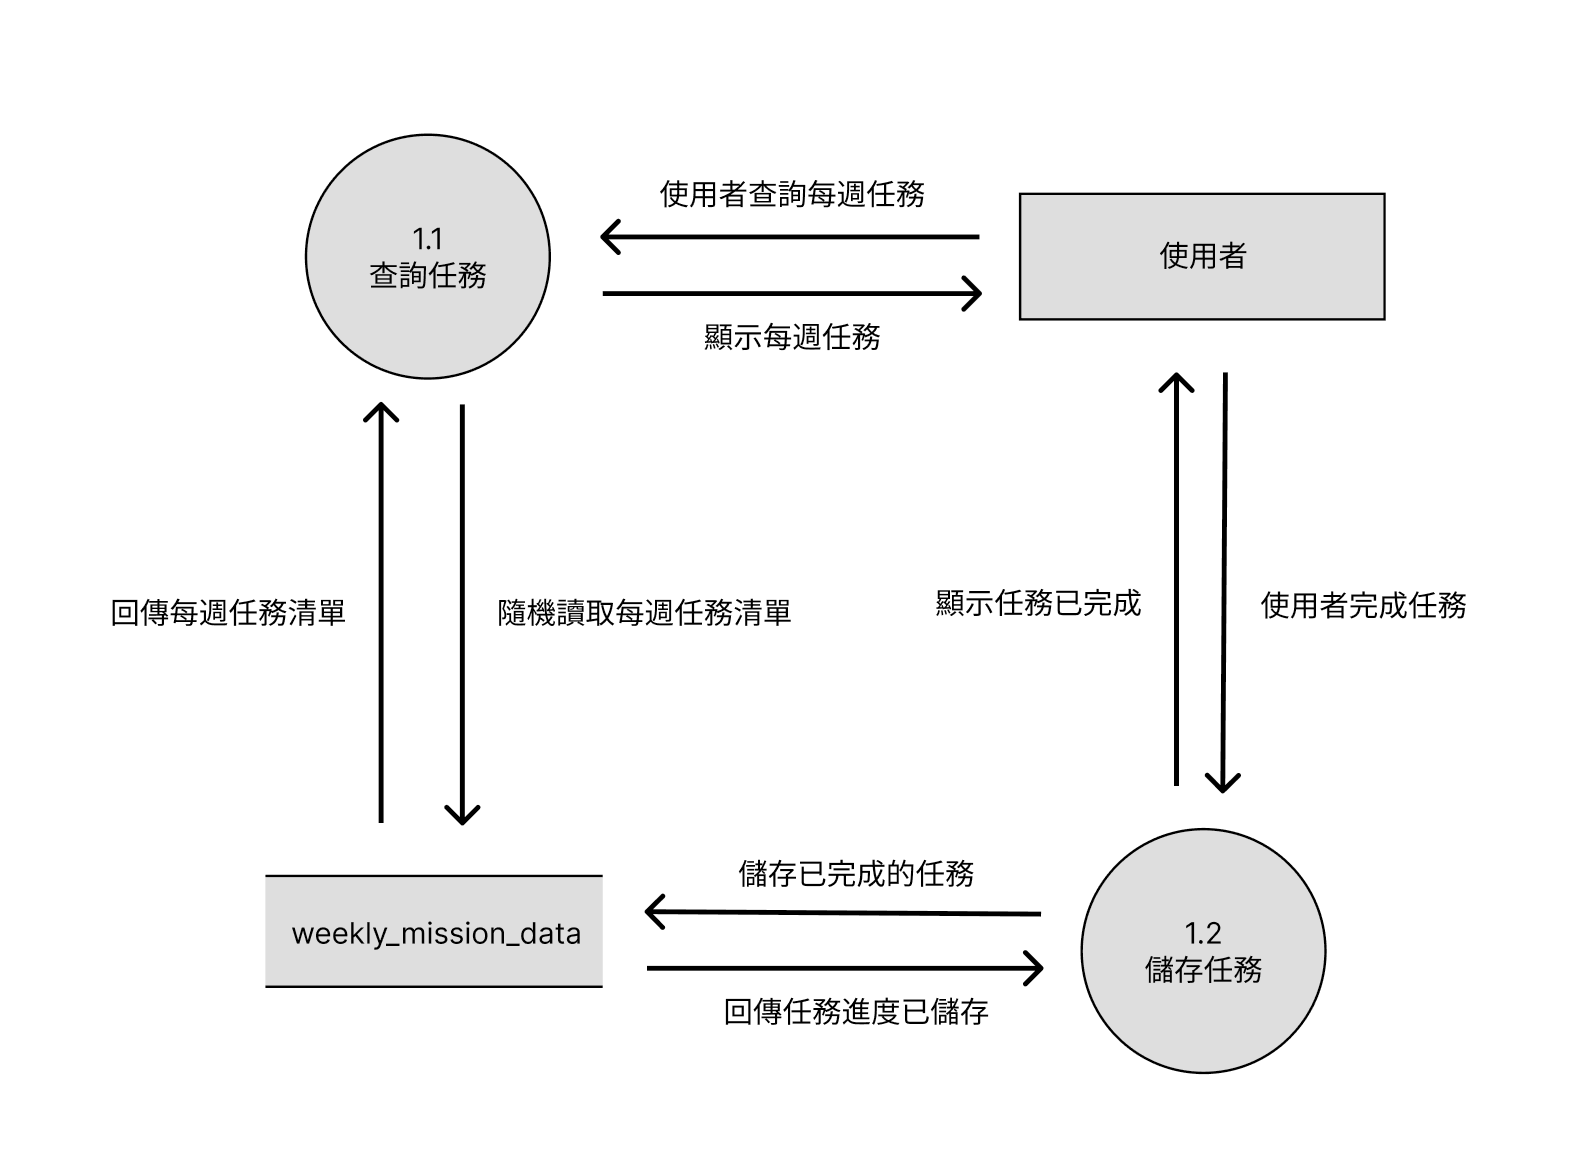 使用者查詢每週任務
1.1
查詢任務
使用者
顯示每週任務
回傳每週任務清單
隨機讀取每週任務清單
顯示任務已完成
使用者完成任務
儲存已完成的任務
weekly_mission_data
1.2
儲存任務
回傳任務進度已儲存